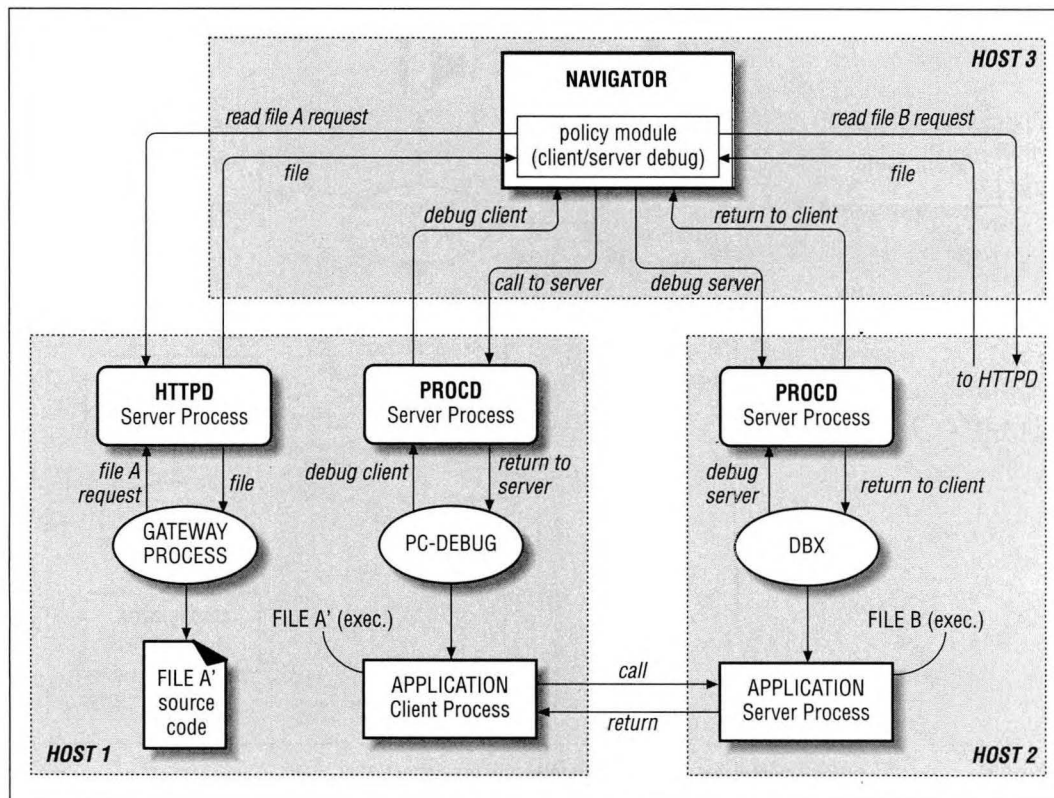 HOST 3
NAVIGATOR
policy module
(client/server debug)
read file A request
read file B request
file
file
debug client
return to client
call to server
debug server
HTTPD
Server Process
PROCD
Server Process
PROCD
Server Process
to HTTPD
file A
request
file
debug client
return to
server
debug
server
return to client
GATEWAY
PROCESS
PC-DEBUG
DBX
FILE A' (exec.)
FILE B (exec.)
FILE A'
source
code
APPLICATION
Client Process
call
return
APPLICATION
Server Process
HOST 1
HOST 2